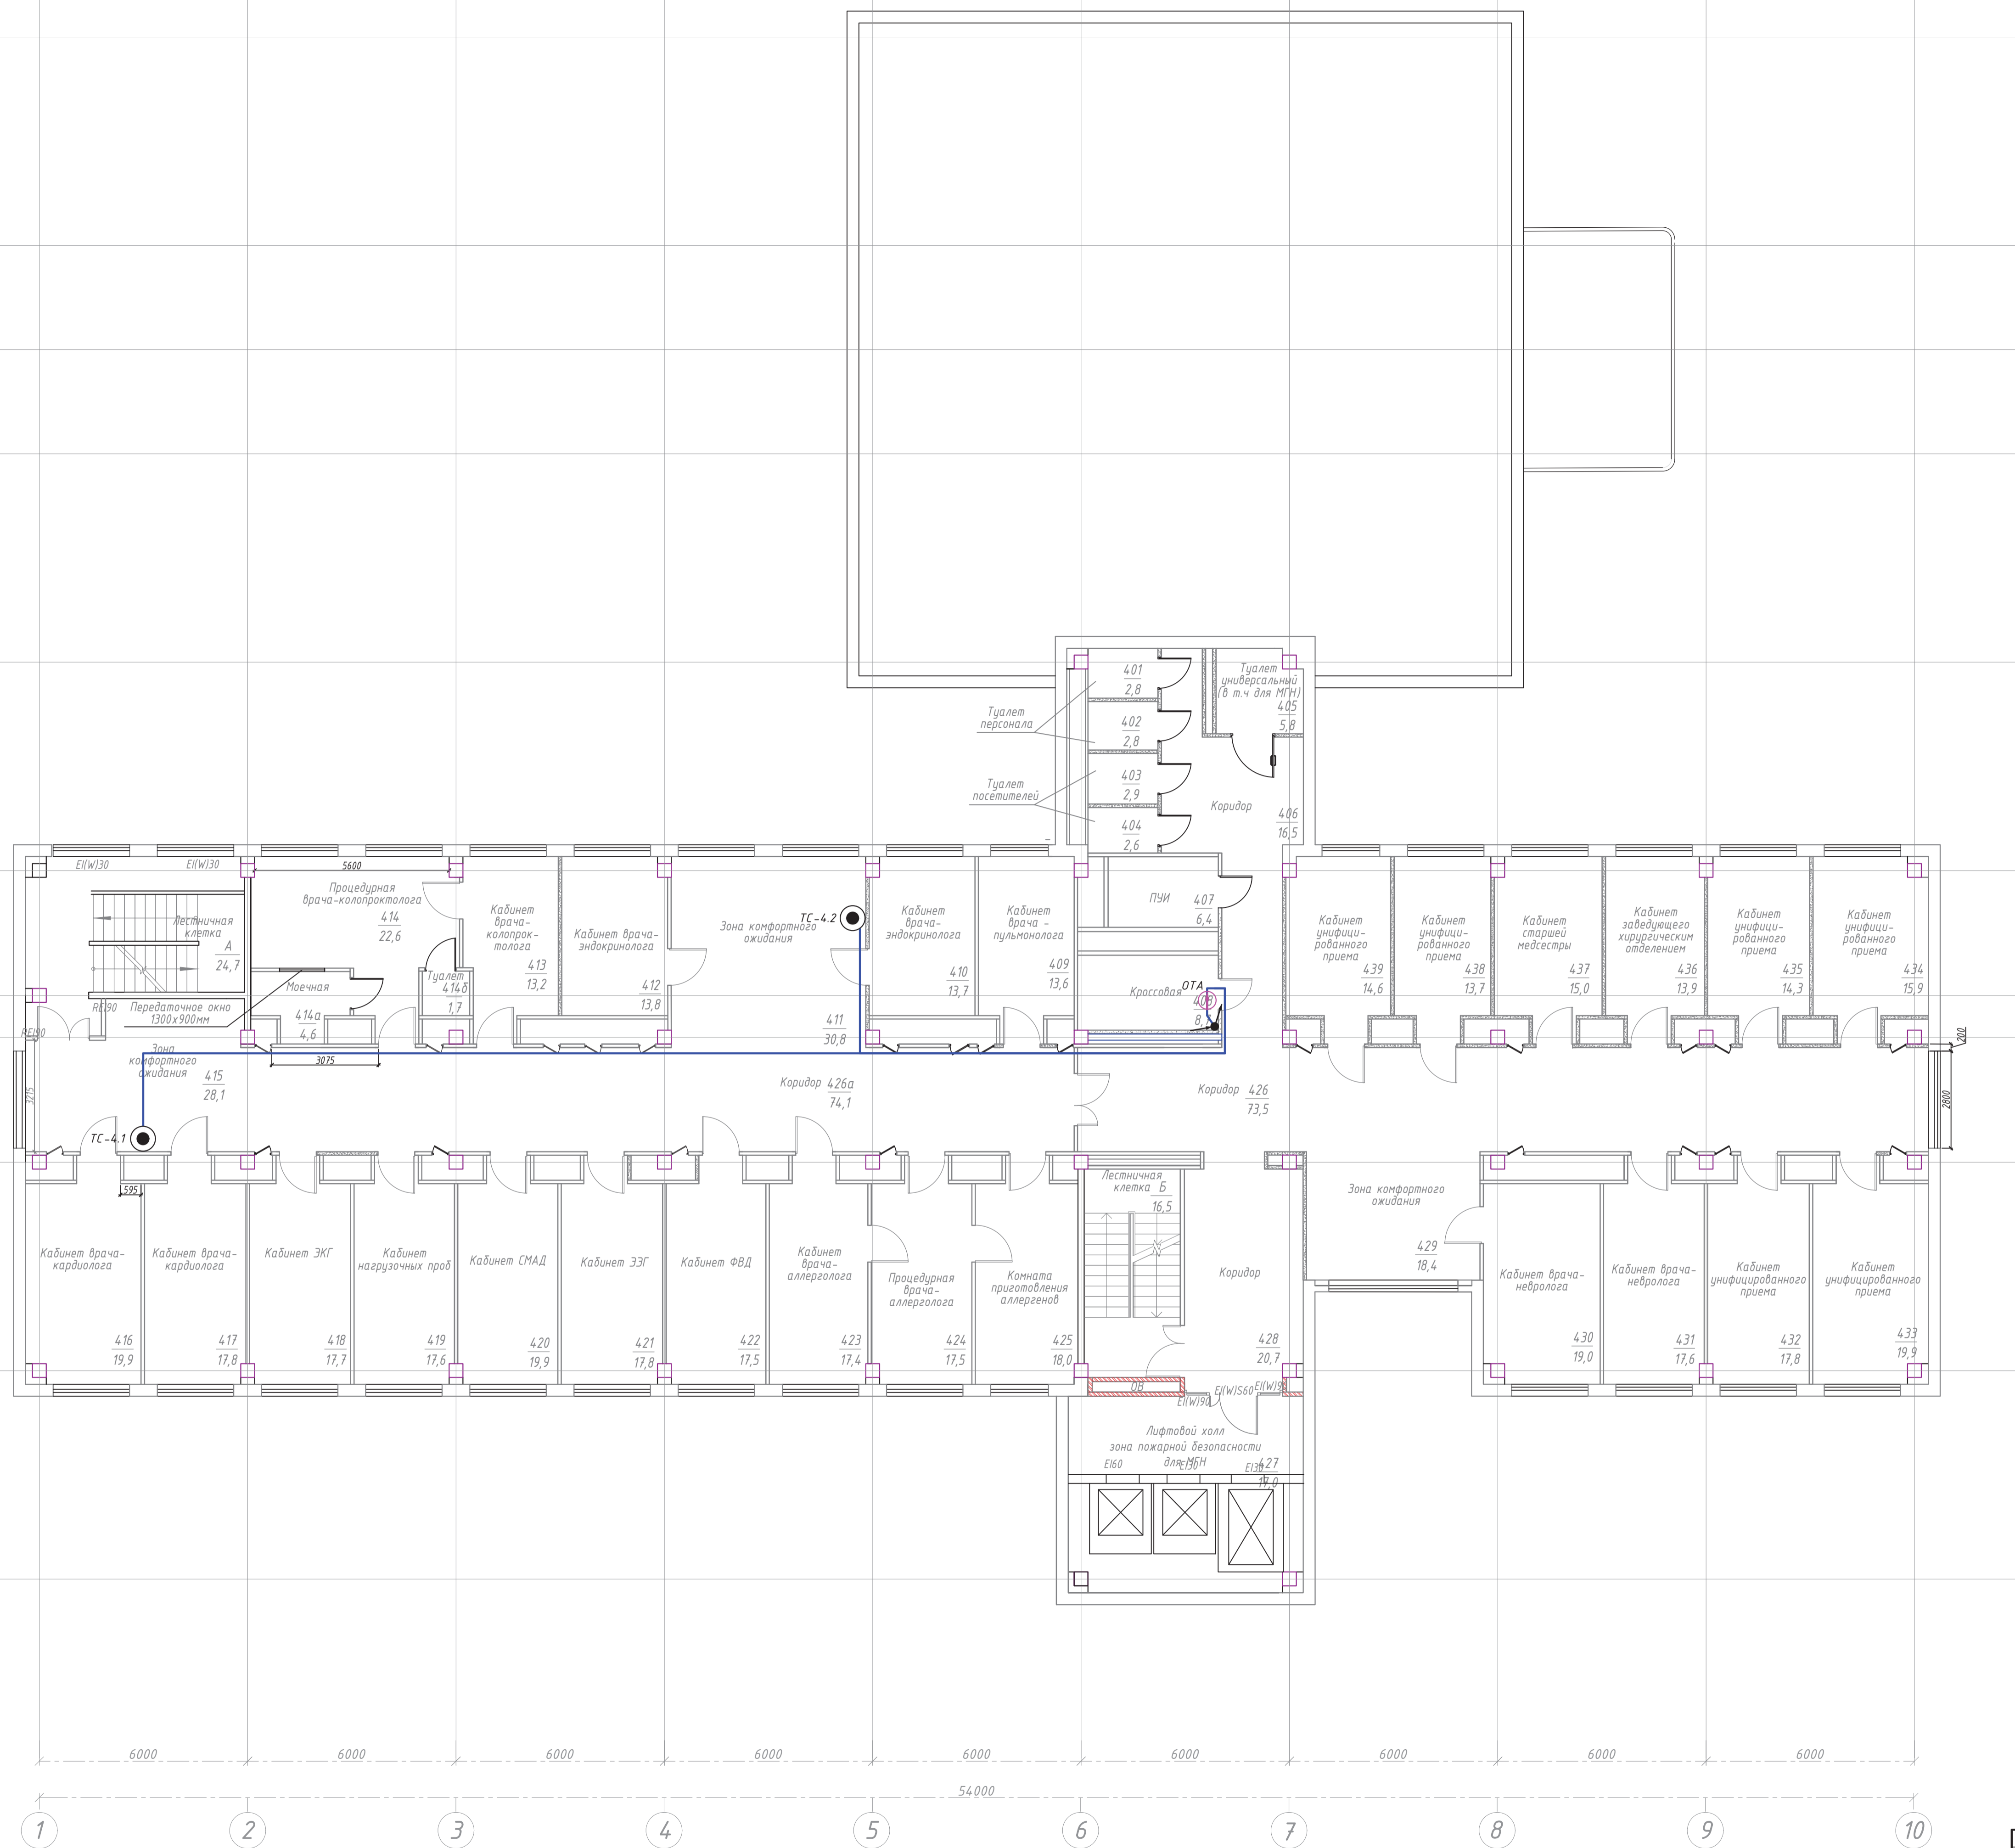 401
2,8
Туалет
универсальный
(в т.ч для МГН)
405
5,8
Туалет
персонала
402
2,8
Туалет
посетителей
403
2,9
Коридор
406
16,5
404
2,6
EI(W)30
EI(W)30
5600
Лестничная
клетка
А
24,7
REI90
REI90
Процедурная
врача-колопроктолога
414
22,6
Моечная
414а
4,6
Передаточное окно
1300х900мм
Туалет
414б
1,7
Кабинет
врача-
колопрок-
толога
413
13,2
Кабинет врача-
эндокринолога
412
13,8
Зона комфортного
ожидания
ТС-4.2
411
30,8
Кабинет
врача-
эндокринолога
410
13,7
Кабинет
врача -
пульмонолога
409
13,6
ПУИ
407
6,4
Кроссовая
ОТА
408
Кабинет
унифици-
рованного
приема
439
14,6
Кабинет
унифици-
рованного
приема
438
13,7
Кабинет
старшей
медсестры
437
15,0
Кабинет
заведующего
хирургическим
отделением
436
13,9
Кабинет
унифици-
рованного
приема
435
14,3
Кабинет
унифици-
рованного
приема
434
15,9
200
2800
Зона
комфортного
ожидания
415
28,1
3215
3075
ТС-4.1
Коридор 426а
74,1
Коридор 426
73,5
595
Кабинет врача-
кардиолога
416
19,9
Кабинет врача-
кардиолога
417
17,8
Кабинет ЭКГ
418
17,7
Кабинет
нагрузочных проб
419
17,6
Кабинет СМАД
420
19,9
Кабинет ЭЭГ
421
17,8
Кабинет ФВД
422
17,5
Кабинет
врача-
аллерголога
423
17,4
Процедурная
врача-
аллерголога
424
17,5
Комната
приготовления
аллергенов
425
18,0
Лестничная
клетка Б
16,5
Коридор
428
20,7
Зона комфортного
ожидания
429
18,4
Кабинет врача-
невролога
430
19,0
Кабинет врача-
невролога
431
17,6
Кабинет
унифицированного
приема
432
17,8
Кабинет
унифицированного
приема
433
19,9
ОВ
EI(W)90
EI(W)S60
Лифтовой холл
зона пожарной безопасности
для МГН
427
17,0
EI60
EI30
EI30
6000 6000 6000 6000 6000 6000 6000 6000 6000
54000
1 2 3 4 5 6 7 8 9 10